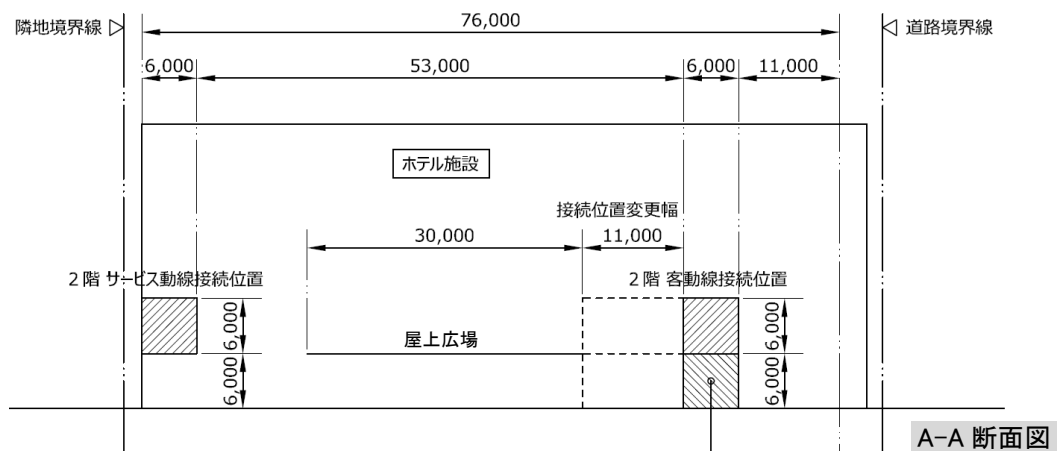 76,000
隣地境界線
道路境界線
6,000
53,000
6,000
11,000
ホテル施設
接続位置変更幅
30,000
11,000
2階 サービス動線接続位置
2階 客動線接続位置
6,000
6,000
屋上広場
6,000
6,000
A-A 断面図